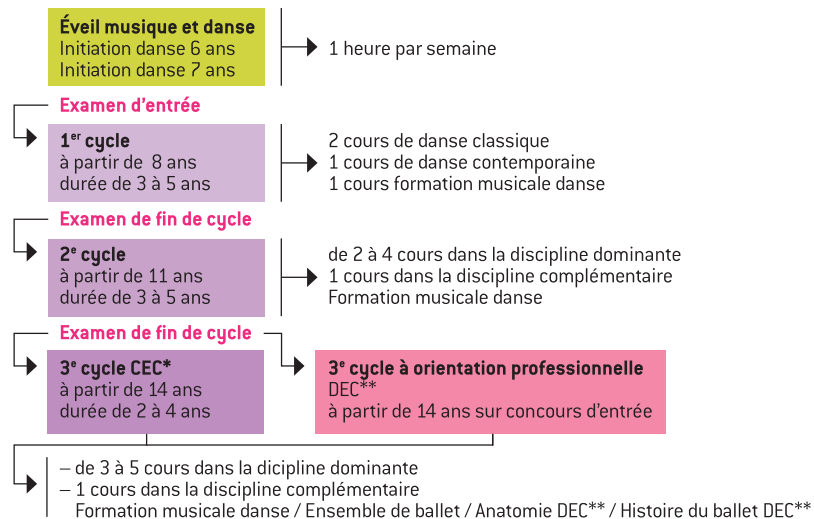 Éveil musique et danse
Initiation danse 6 ans
Initiation danse 7 ans
1 heure par semaine
Examen d'entrée
1er cycle
à partir de 8 ans
durée de 3 à 5 ans
2 cours de danse classique
1 cours de danse contemporaine
1 cours formation musicale danse
Examen de fin de cycle
2e cycle
à partir de 11 ans
durée de 3 à 5 ans
de 2 à 4 cours dans la discipline dominante
1 cours dans la discipline complémentaire
Formation musicale danse
Examen de fin de cycle
3e cycle CEC*
à partir de 14 ans
durée de 2 à 4 ans
3e cycle à orientation professionnelle
DEC**
à partir de 14 ans sur concours d'entrée
– de 3 à 5 cours dans la dicipline dominante
– 1 cours dans la discipline complémentaire
Formation musicale danse / Ensemble de ballet / Anatomie DEC** / Histoire du ballet DEC**